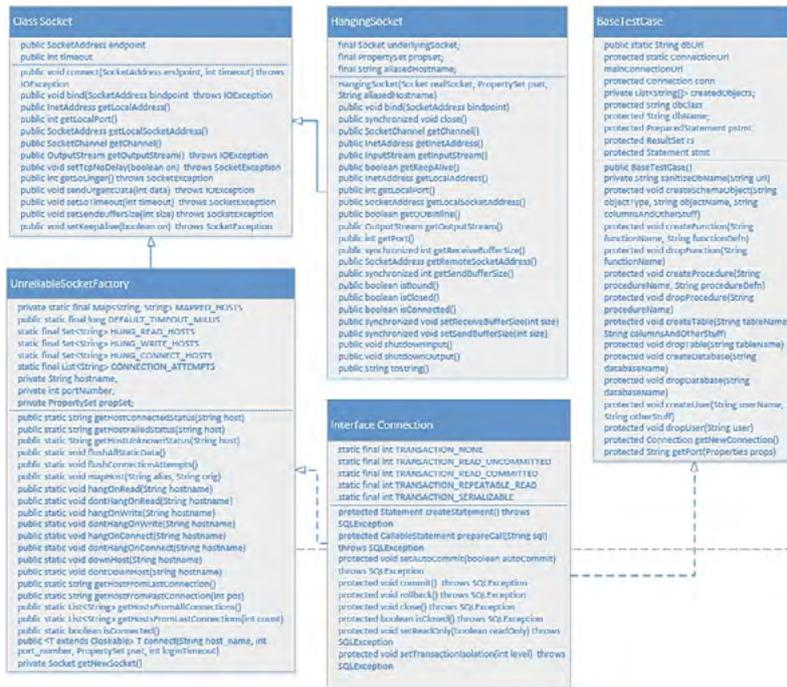 Class Socket
public SocketAddress endpoint
public int timeout
public void connect(SocketAddress endpoint, int timeout) throws
IOException
public void bind(SocketAddress bindpoint throws IOException
public InetAddress getLocalAddress()
public int getLocalPort()
public SocketAddress getLocalSocketAddress()
public SocketChannel getChannel()
public OutputStream getOutputStream() throws IOException
public void setTcpNoDelay(boolean on) throws SocketException
public int getSoLinger() throws SocketException
public void sendUrgentData(int data) throws IOException
public void setSoTimeout(int timeout) throws SocketException
public void setSendBufferSize(int size) throws SocketException
public void setKeepAlive(boolean on) throws SocketException
HangingSocket
final Socket underlyingSocket;
final PropertySet propset;
final String aliasedHostname;
HangingSocket(Socket realSocket, PropertySet pset,
String aliasedHostname)
public void bind(SocketAddress bindpoint)
public synchronized void close()
public SocketChannel getChannel()
public InetAddress getInetAddress()
public InputStream getInputStream()
public boolean getKeepAlive()
public InetAddress getLocalAddress()
public int getLocalPort()
public SocketAddress getLocalSocketAddress()
public boolean getOOBInline()
public OutputStream getOutputStream()
public int getPort()
public synchronized int getReceiveBufferSize()
public SocketAddress getRemoteSocketAddress()
public synchronized int getSendBufferSize()
public boolean isBound()
public boolean isClosed()
public boolean isConnected()
public synchronized void setReceiveBufferSize(int size)
public synchronized void setSendBufferSize(int size)
public void shutdownInput()
public void shutdownOutput()
public String toString()
BaseTestCase
public static String dbUrl
protected static ConnectionUrl
mainConnectionUrl
protected Connection conn
private List<String[]> createdObjects;
protected String dbClass
protected String dbName;
protected PreparedStatement pstmt
protected ResultSet rs
protected Statement stmt
public BaseTestCase()
private String sanitizeDbName(String url)
protected void createSchemaObject(String
objectType, String objectName, String
columnsAndOtherStuff)
protected void createFunction(String
functionName, String functionDefn)
protected void dropFunction(String
functionName)
protected void createProcedure(String
procedureName, String procedureDefn)
protected void dropProcedure(String
procedureName)
protected void createTable(String tableName
String columnsAndOtherStuff)
protected void dropTable(String tableName)
protected void createDatabase(String
databaseName)
protected void dropDatabase(String
databaseName)
protected void createUser(String userName,
String otherStuff)
protected void dropUser(String user)
protected Connection getNewConnection()
protected String getPort(Properties props)
UnreliableSocketFactory
private static final Map<String, String> MAPPED_HOSTS
public static final long DEFAULT_TIMEOUT_MILLIS
static final Set<String> HUNG_READ_HOSTS
static final Set<String> HUNG_WRITE_HOSTS
static final Set<String> HUNG_CONNECT_HOSTS
static final List<String> CONNECTION_ATTEMPTS
private String hostname,
private int portNumber,
private PropertySet propSet;
public static String getHostConnectedStatus(String host)
public static String getHostFailedStatus(String host)
public static String getHostUnknownStatus(String host)
public static void flushAllStaticData()
public static void flushConnectionAttempts()
public static void mapHost(String alias, String orig)
public static void hangOnRead(String hostname)
public static void dontHangOnRead(String hostname)
public static void hangOnWrite(String hostname)
public static void dontHangOnWrite(String hostname)
public static void hangOnConnect(String hostname)
public static void dontHangOnConnect(String hostname)
public static void downHost(String hostname)
public static void dontDownHost(String hostname)
public static String getHostFromLastConnection()
public static String getHostFromPastConnection(int pos)
public static List<String> getHostsFromAllConnections()
public static List<String> getHostsFromLastConnections(int count)
public static boolean isConnected()
public <T extends Closeable> T connect(String host_name, int
port_number, PropertySet pset, int loginTimeout)
private Socket getNewSocket()
Interface Connection
static final int TRANSACTION_NONE
static final int TRANSACTION_READ_UNCOMMITTED
static final int TRANSACTION_READ_COMMITTED
static final int TRANSACTION_REPEATABLE_READ
static final int TRANSACTION_SERIALIZABLE
protected Statement createStatement() throws
SQLException
protected CallableStatement prepareCall(String sql)
throws SQLException
protected void setAutoCommit(boolean autoCommit)
throws SQLException
protected void commit() throws SQLException
protected void rollback() throws SQLException
protected void close() throws SQLException
protected boolean isClosed() throws SQLException
protected void setReadOnly(boolean readOnly) throws
SQLException
protected void setTransactionIsolation(int level) throws
SQLException